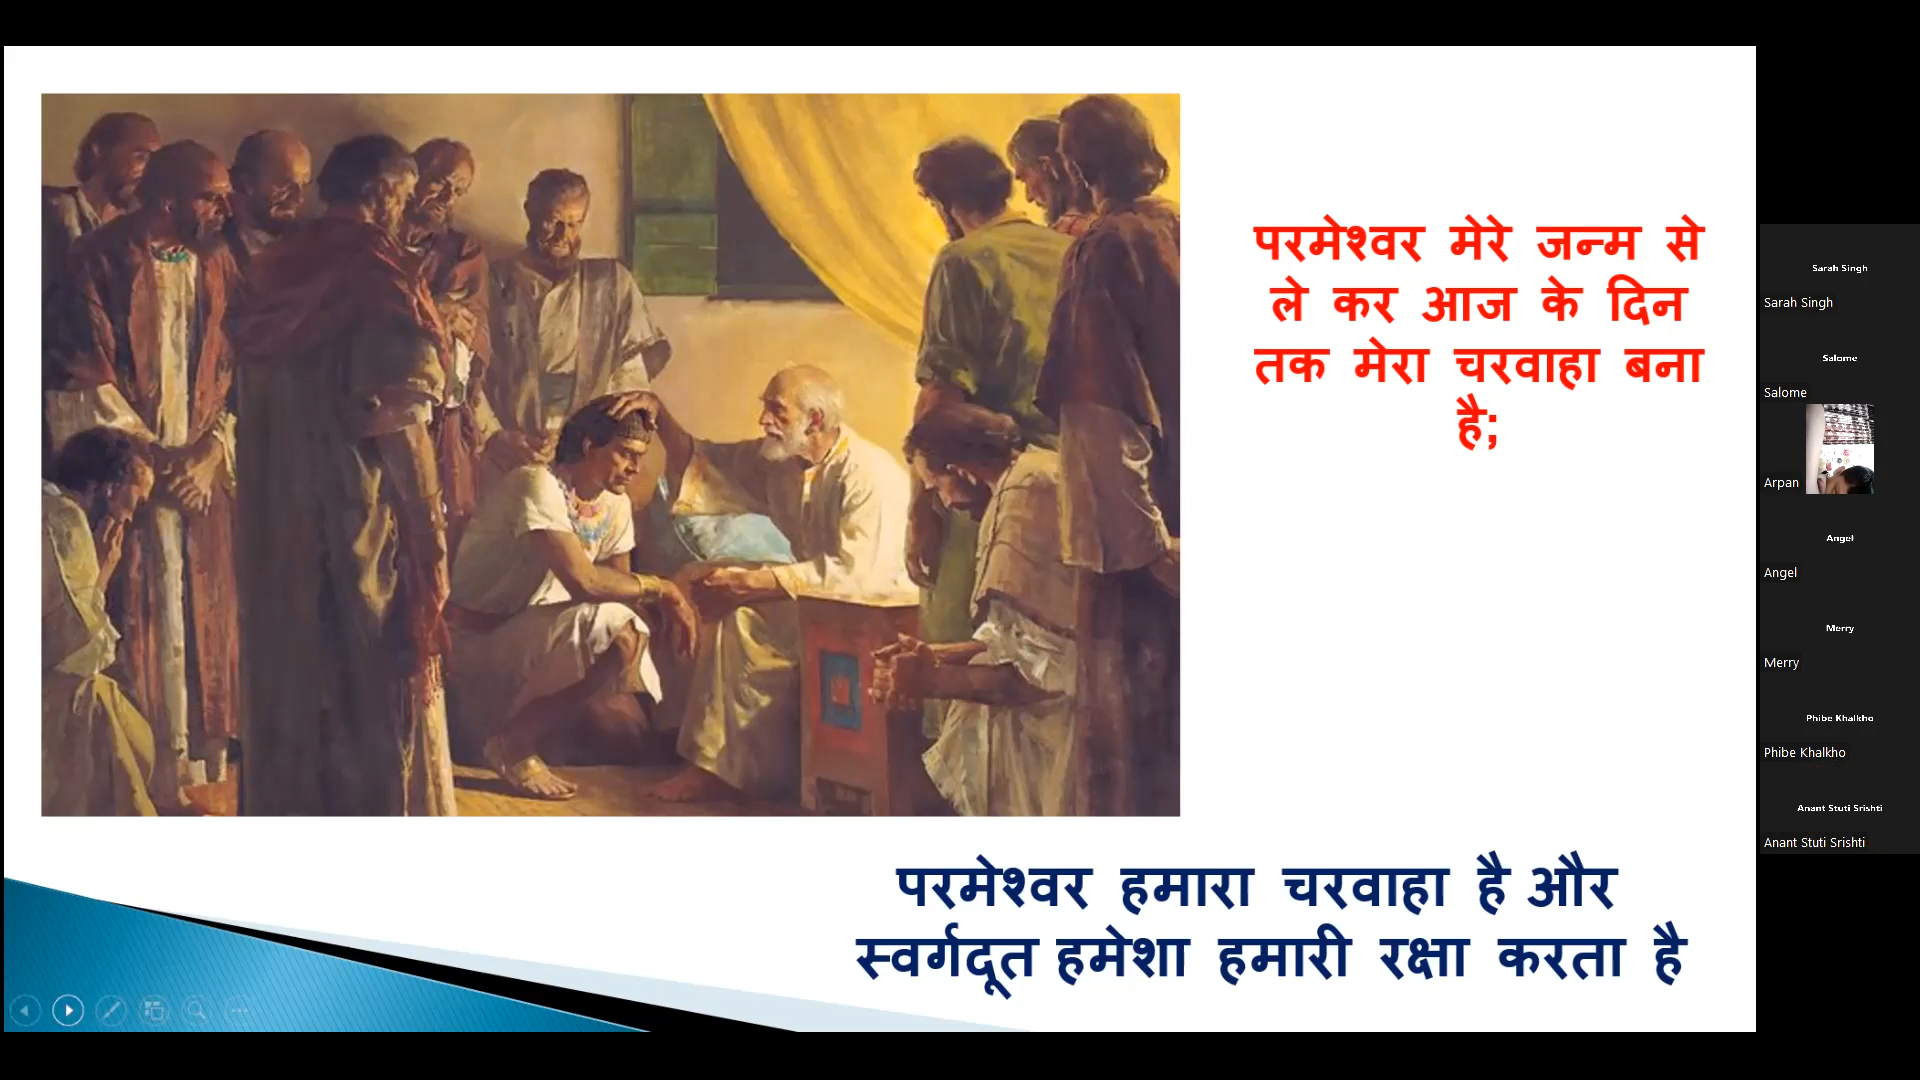 परमेश्वर मेरे जन्म से
ले कर आज के दिन
तक मेरा चरवाहा बना
है;
परमेश्वर हमारा चरवाहा है और
स्वर्गदूत हमेशा हमारी रक्षा करता है
Sarah Singh
Sarah Singh
Salome
Salome
Arpan
Angel
Angel
Merry
Merry
Phibe Khalkho
Phibe Khalkho
Anant Stuti Srishti
Anant Stuti Srishti